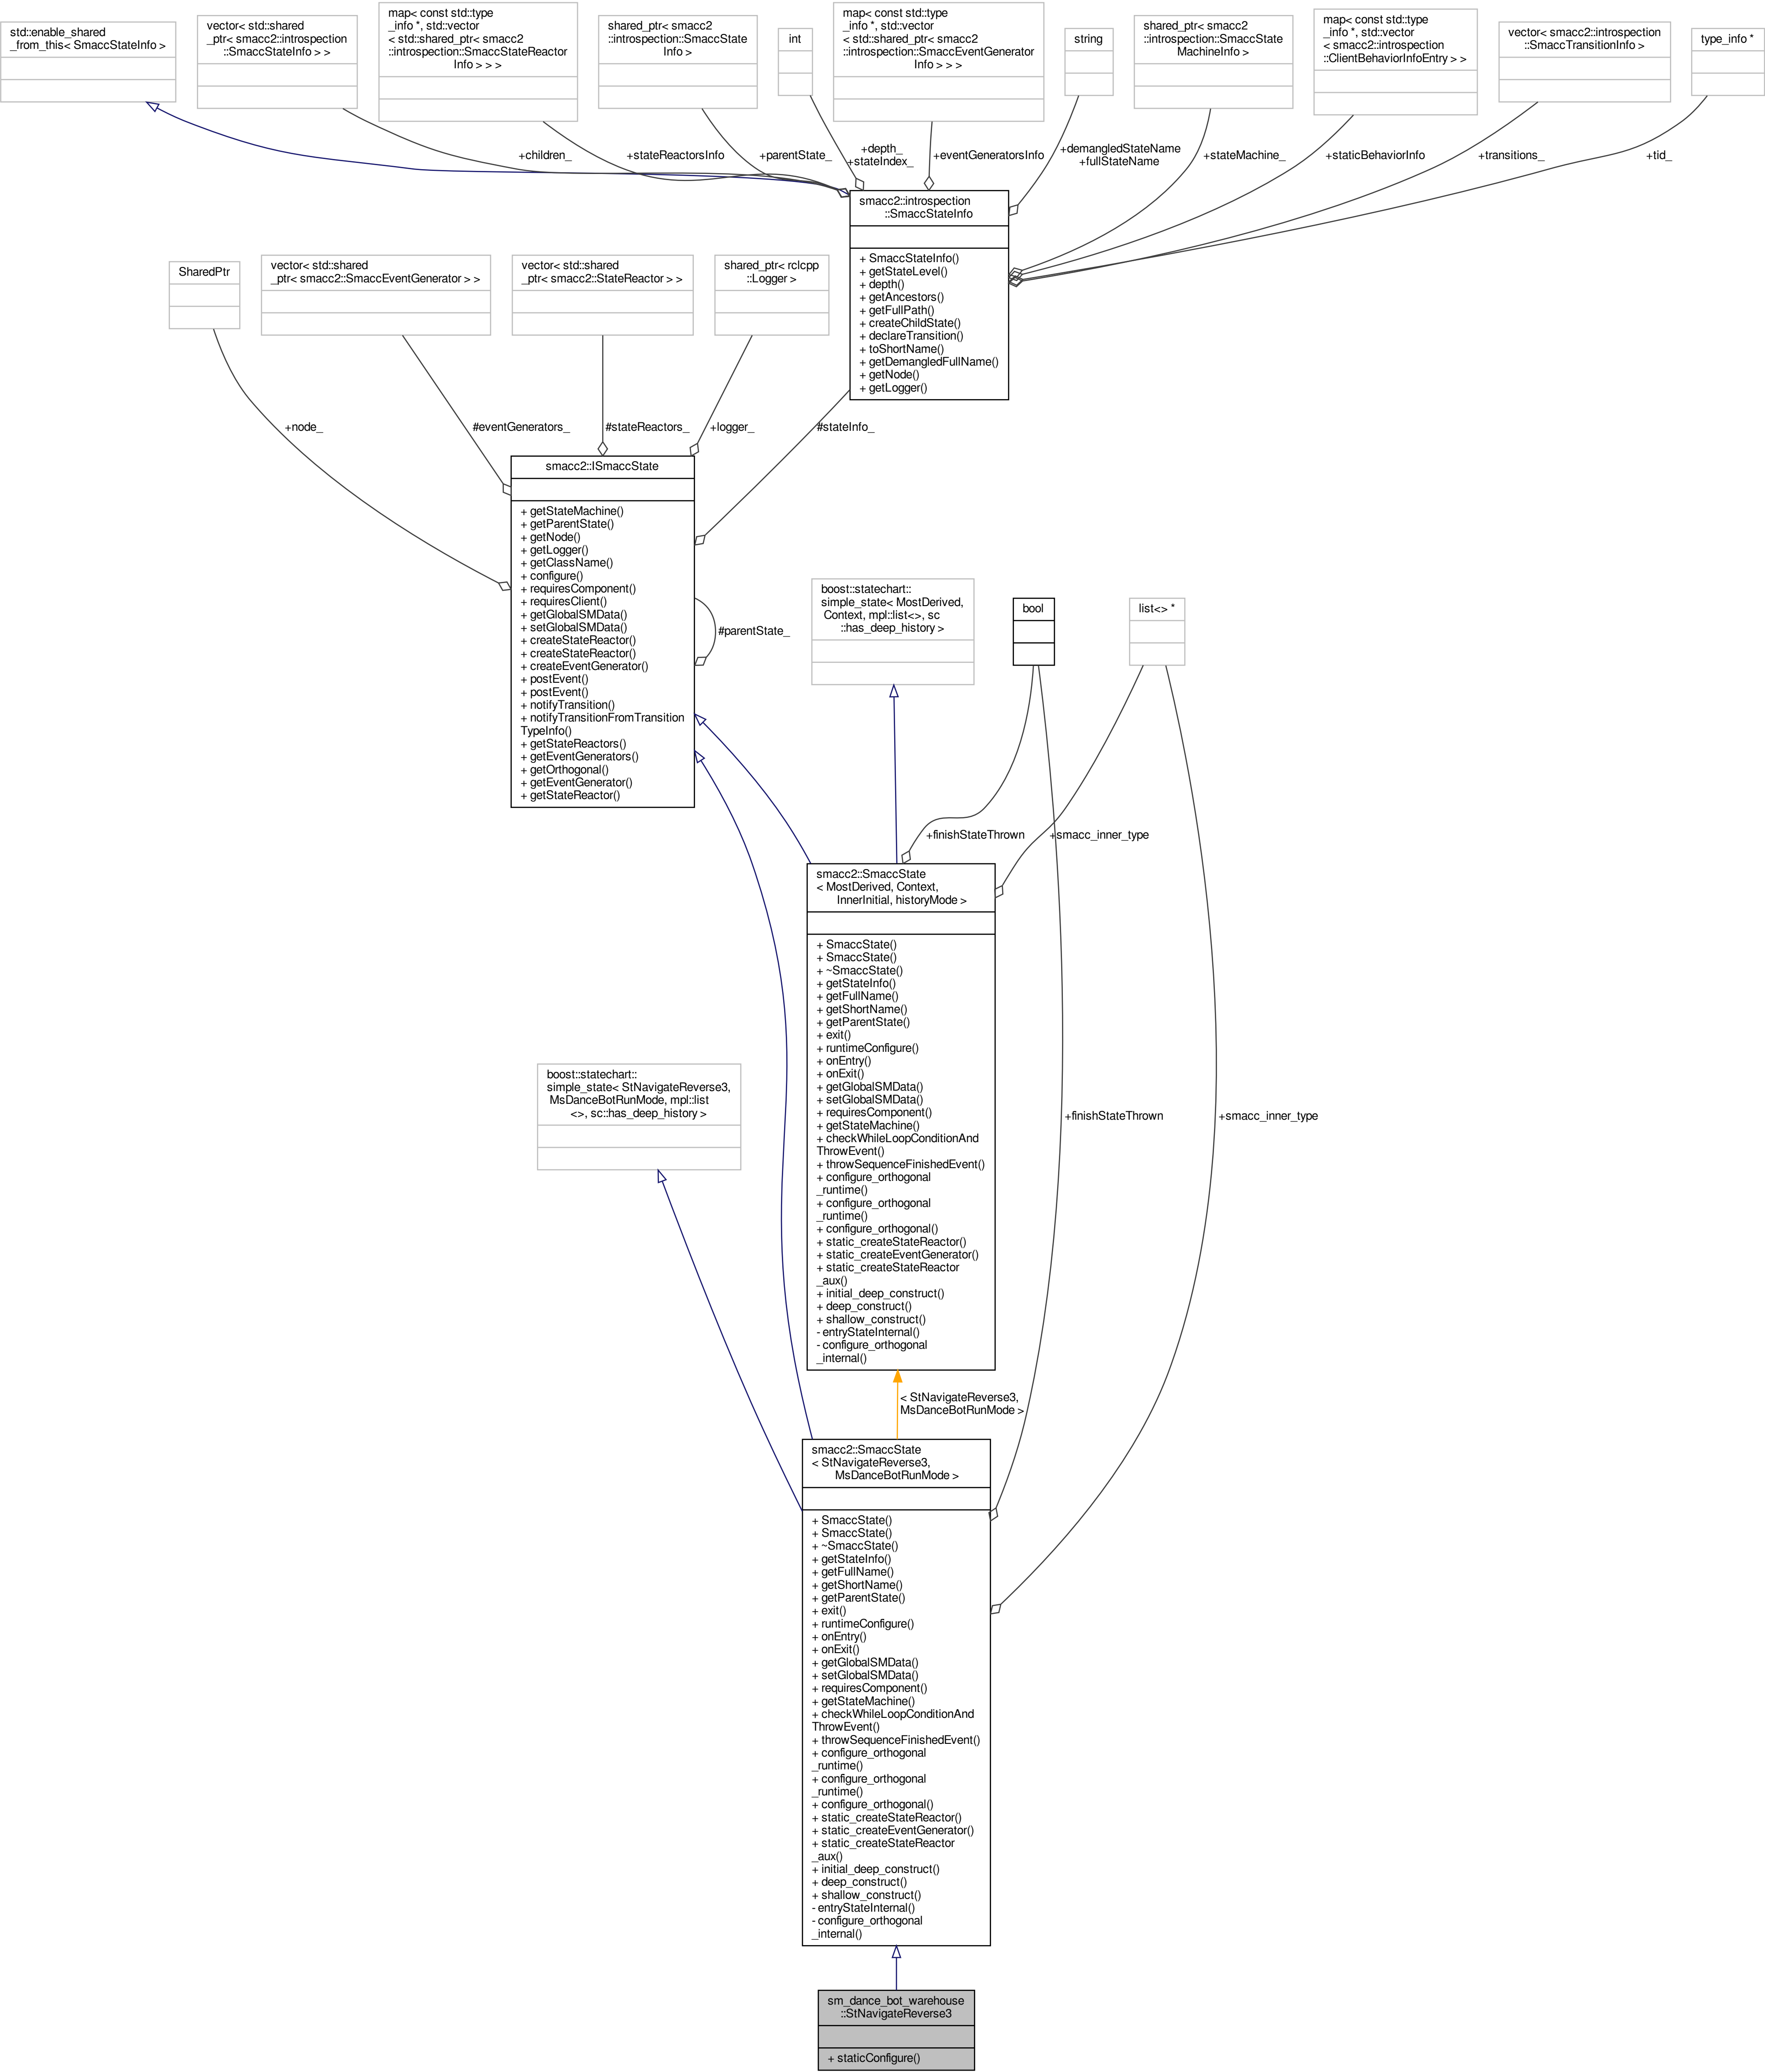 std::enable_shared
_from_this< SmaccStateInfo >
vector< std::shared
_ptr< smacc2::introspection
::SmaccStateInfo > >
map< const std::type
_info *, std::vector
< std::shared_ptr< smacc2
::introspection::SmaccStateReactor
Info > > >
shared_ptr< smacc2
::introspection::SmaccState
Info >
int
map< const std::type
_info *, std::vector
< std::shared_ptr< smacc2
::introspection::SmaccEventGenerator
Info > > >
string
shared_ptr< smacc2
::introspection::SmaccState
MachineInfo >
map< const std::type
_info *, std::vector
< smacc2::introspection
::ClientBehaviorInfoEntry > >
vector< smacc2::introspection
::SmaccTransitionInfo >
type_info *
+children_
+stateReactorsInfo
+parentState_
+depth_
+stateIndex_
+eventGeneratorsInfo
+demangledStateName
+fullStateName
+stateMachine_
+staticBehaviorInfo
+transitions_
+tid_
smacc2::introspection
::SmaccStateInfo
+ SmaccStateInfo()
+ getStateLevel()
+ depth()
+ getAncestors()
+ getFullPath()
+ createChildState()
+ declareTransition()
+ toShortName()
+ getDemangledFullName()
+ getNode()
+ getLogger()
SharedPtr
vector< std::shared
_ptr< smacc2::SmaccEventGenerator > >
vector< std::shared
_ptr< smacc2::StateReactor > >
shared_ptr< rclcpp
::Logger >
+node_
#eventGenerators_
#stateReactors_
+logger_
#stateInfo_
smacc2::ISmaccState
+ getStateMachine()
+ getParentState()
+ getNode()
+ getLogger()
+ getClassName()
+ configure()
+ requiresComponent()
+ requiresClient()
+ getGlobalSMData()
+ setGlobalSMData()
+ createStateReactor()
+ createStateReactor()
+ createEventGenerator()
+ postEvent()
+ postEvent()
+ notifyTransition()
+ notifyTransitionFromTransition
TypeInfo()
+ getStateReactors()
+ getEventGenerators()
+ getOrthogonal()
+ getEventGenerator()
+ getStateReactor()
#parentState_
boost::statechart::
simple_state< MostDerived,
Context, mpl::list<>, sc
::has_deep_history >
bool
list<> *
+finishStateThrown
+smacc_inner_type
smacc2::SmaccState
< MostDerived, Context,
InnerInitial, historyMode >
+ SmaccState()
+ SmaccState()
+ ~SmaccState()
+ getStateInfo()
+ getFullName()
+ getShortName()
+ getParentState()
+ exit()
+ runtimeConfigure()
+ onEntry()
+ onExit()
+ getGlobalSMData()
+ setGlobalSMData()
+ requiresComponent()
+ getStateMachine()
+ checkWhileLoopConditionAnd
ThrowEvent()
+ throwSequenceFinishedEvent()
+ configure_orthogonal
_runtime()
+ configure_orthogonal
_runtime()
+ configure_orthogonal()
+ static_createStateReactor()
+ static_createEventGenerator()
+ static_createStateReactor
_aux()
+ initial_deep_construct()
+ deep_construct()
+ shallow_construct()
- entryStateInternal()
- configure_orthogonal
_internal()
boost::statechart::
simple_state< StNavigateReverse3,
MsDanceBotRunMode, mpl::list
<>, sc::has_deep_history >
+finishStateThrown
+smacc_inner_type
< StNavigateReverse3,
MsDanceBotRunMode >
smacc2::SmaccState
< StNavigateReverse3,
MsDanceBotRunMode >
+ SmaccState()
+ SmaccState()
+ ~SmaccState()
+ getStateInfo()
+ getFullName()
+ getShortName()
+ getParentState()
+ exit()
+ runtimeConfigure()
+ onEntry()
+ onExit()
+ getGlobalSMData()
+ setGlobalSMData()
+ requiresComponent()
+ getStateMachine()
+ checkWhileLoopConditionAnd
ThrowEvent()
+ throwSequenceFinishedEvent()
+ configure_orthogonal
_runtime()
+ configure_orthogonal
_runtime()
+ configure_orthogonal()
+ static_createStateReactor()
+ static_createEventGenerator()
+ static_createStateReactor
_aux()
+ initial_deep_construct()
+ deep_construct()
+ shallow_construct()
- entryStateInternal()
- configure_orthogonal
_internal()
sm_dance_bot_warehouse
::StNavigateReverse3
+ staticConfigure()